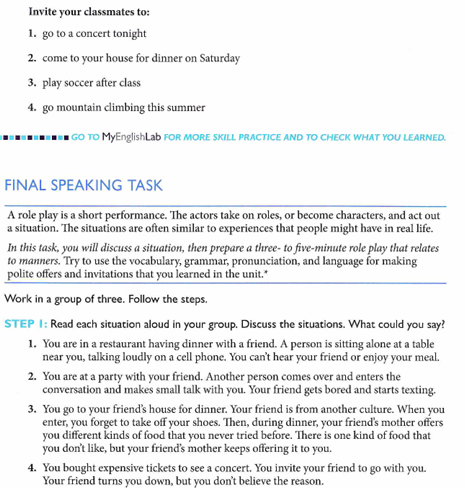 Invite your classmates to:
1. go to a concert tonight
2. come to your house for dinner on Saturday
3. play soccer after class
4. go mountain climbing this summer
GO TO MyEnglishLab FOR MORE SKILL PRACTICE AND TO CHECK WHAT YOU LEARNED.
FINAL SPEAKING TASK
A role play is a short performance. The actors take on roles, or become characters, and act out
a situation. The situations are often similar to experiences that people might have in real life.
In this task, you will discuss a situation, then prepare a three- to five-minute role play that relates
to manners. Try to use the vocabulary, grammar, pronunciation, and language for making
polite offers and invitations that you learned in the unit.*
Work in a group of three. Follow the steps.
STEP 1: Read each situation aloud in your group. Discuss the situations. What could you say?
1. You are in a restaurant having dinner with a friend. A person is sitting alone at a table
near you, talking loudly on a cell phone. You can't hear your friend or enjoy your meal.
2. You are at a party with your friend. Another person comes over and enters the
conversation and makes small talk with you. Your friend gets bored and starts texting.
3. You go to your friend's house for dinner. Your friend is from another culture. When you
enter, you forget to take off your shoes. Then, during dinner, your friend's mother offers
you different kinds of food that you never tried before. There is one kind of food that
you don't like, but your friend's mother keeps offering it to you.
4. You bought expensive tickets to see a concert. You invite your friend to go with you.
Your friend turns you down, but you don't believe the reason.